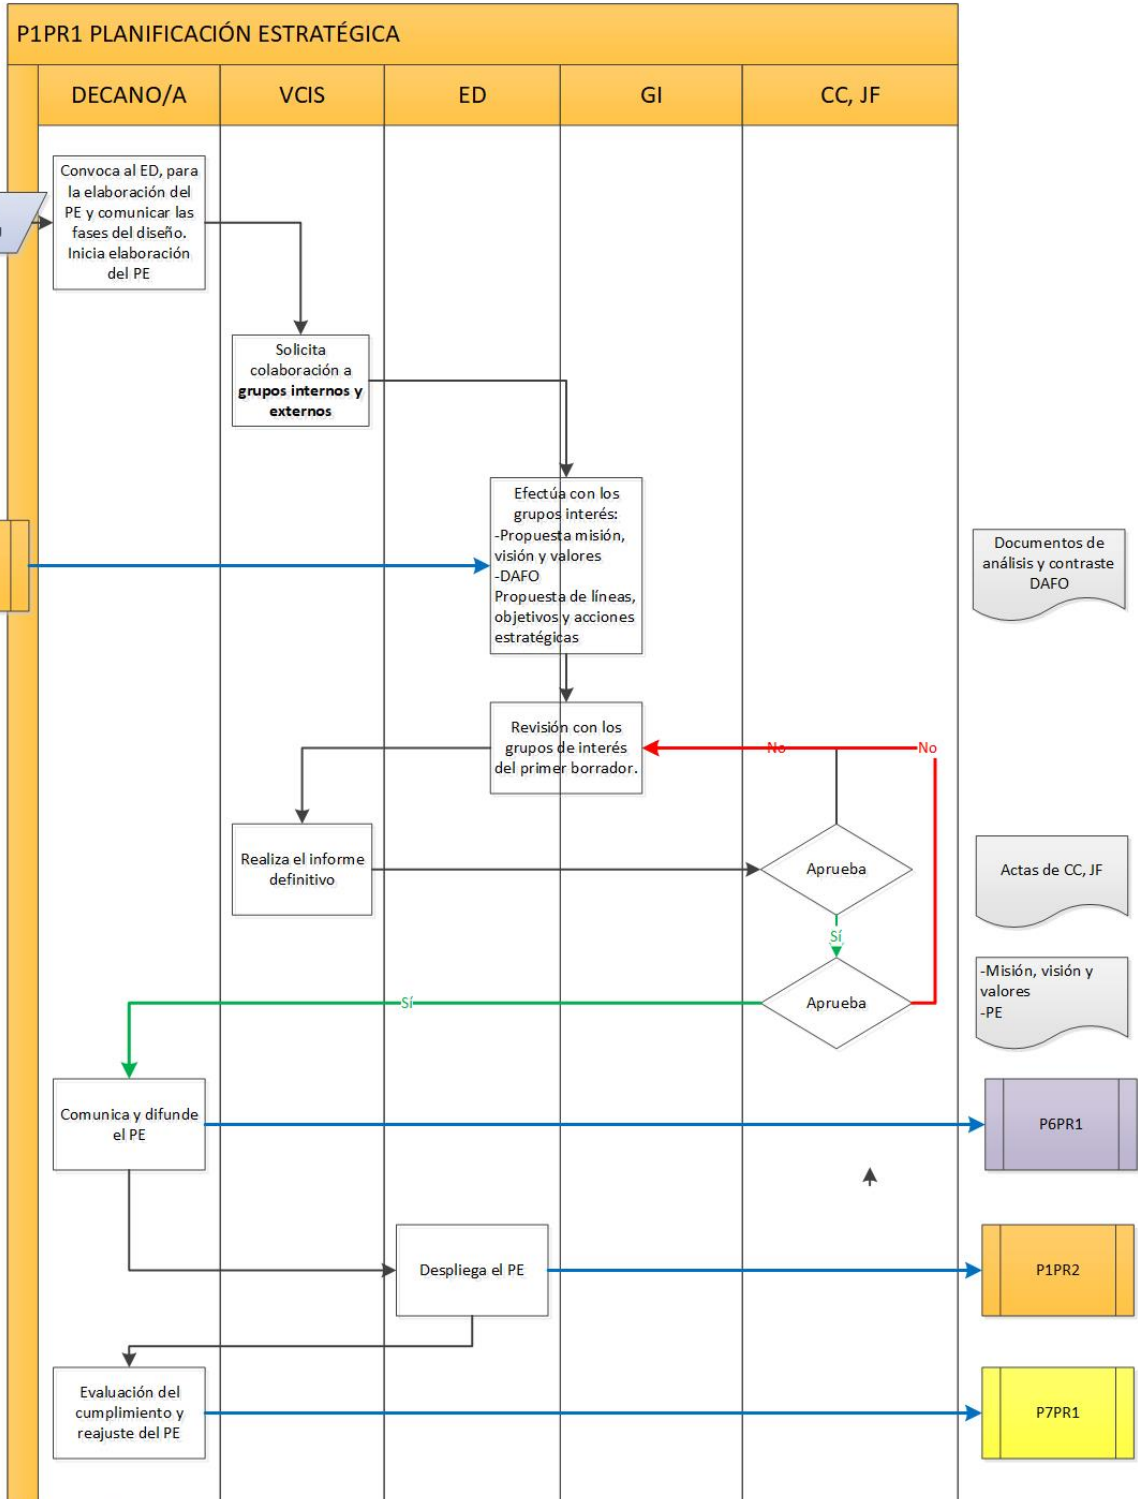 P1PR1 PLANIFICACIÓN ESTRATÉGICA
DECANO/A
VCIS
ED
GI
CC, JF
Convoca al ED, para
la elaboración del
PE y comunicar las
fases del diseño.
Inicia elaboración
del PE
Solicita
colaboración a
grupos internos y
externos
Efectúa con los
grupos interés:
-Propuesta misión,
visión y valores
-DAFO
Propuesta de líneas,
objetivos y acciones
estratégicas
Documentos de
análisis y contraste
DAFO
Revisión con los
grupos de interés
del primer borrador.
No
No
Realiza el informe
definitivo
Aprueba
Actas de CC, JF
Sí
-Misión, visión y
valores
-PE
Sí
Aprueba
Comunica y difunde
el PE
P6PR1
Despliega el PE
P1PR2
Evaluación del
cumplimiento y
reajuste del PE
P7PR1